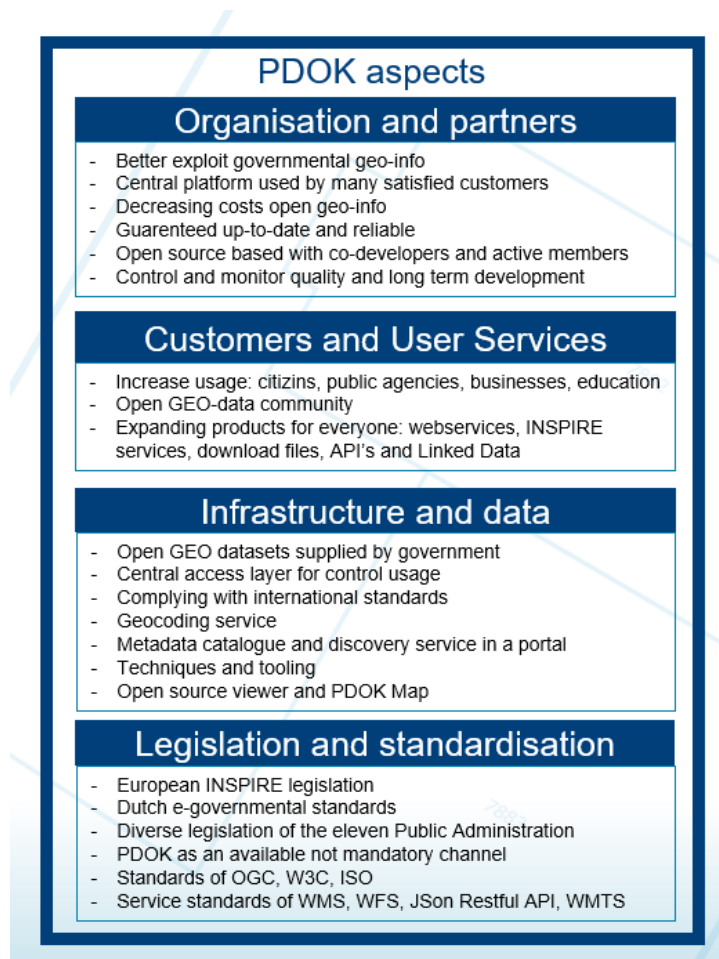 PDOK aspects
Organisation and partners
- Better exploit governmental geo-info
- Central platform used by many satisfied customers
- Decreasing costs open geo-info
- Guarenteed up-to-date and reliable
- Open source based with co-developers and active members
- Control and monitor quality and long term development
Customers and User Services
- Increase usage: citizins, public agencies, businesses, education
- Open GEO-data community
- Expanding products for everyone: webservices, INSPIRE
services, download files, API's and Linked Data
Infrastructure and data
- Open GEO datasets supplied by government
- Central access layer for control usage
- Complying with international standards
- Geocoding service
- Metadata catalogue and discovery service in a portal
- Techniques and tooling
- Open source viewer and PDOK Map
Legislation and standardisation
- European INSPIRE legislation
- Dutch e-governmental standards
- Diverse legislation of the eleven Public Administration
- PDOK as an available not mandatory channel
- Standards of OGC, W3C, ISO
- Service standards of WMS, WFS, JSon Restful API, WMTS